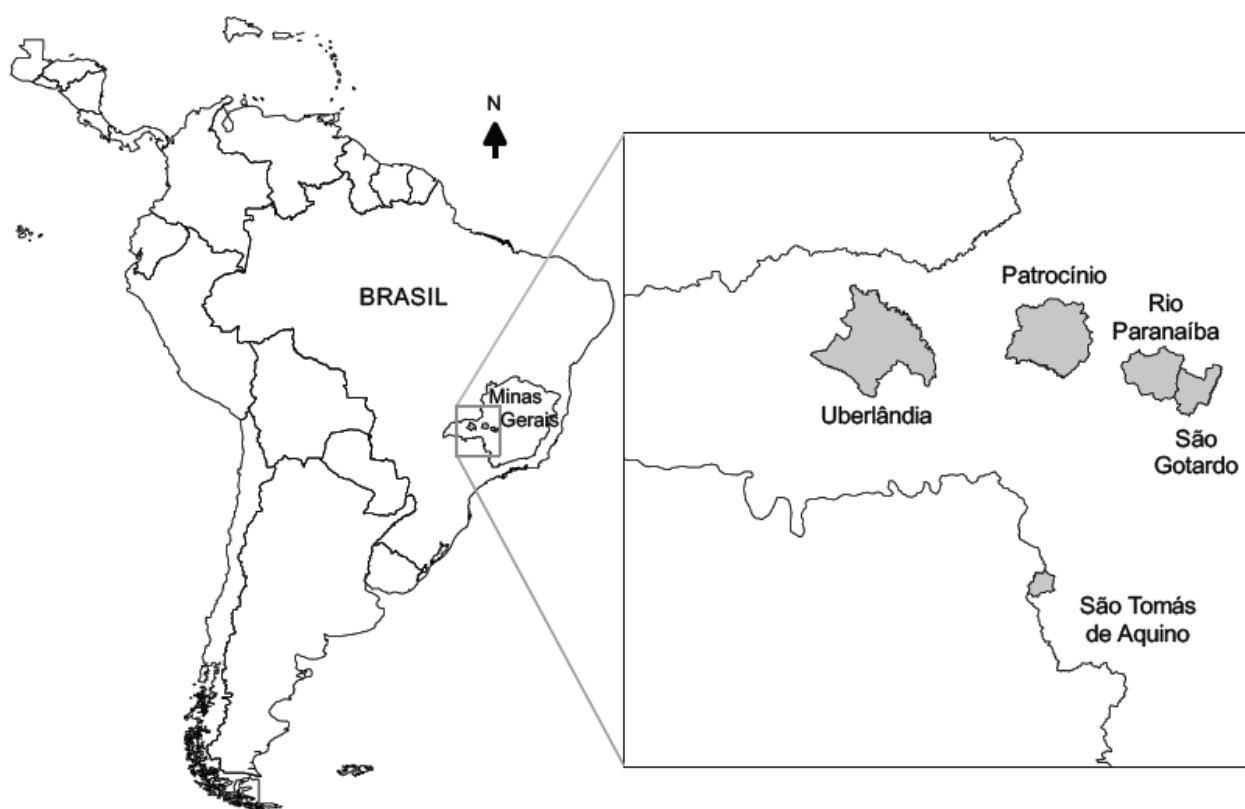 N
BRASIL
Minas
Gerais
Patrocínio
Rio
Paranaíba
Uberlândia
São
Gotardo
São Tomás
de Aquino